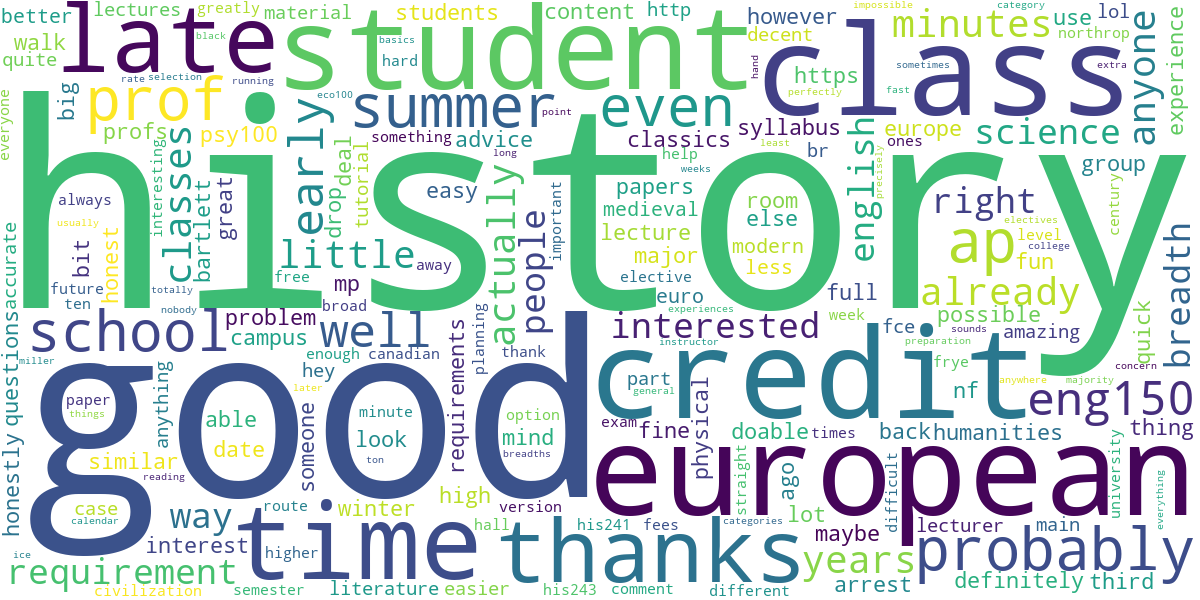 better lectures greatly material students content http however minutes category impossible use lol
walk late black basics student class decent northrop anyone experience
quite rate selection running hard hand https sometimes extra
everyone big prof eco100 summer point even perfectly fast
profs psy100 early something advice classics syllabus europe science
history br ones least english precisely group century
classes interesting drop deal tutorial long help weeks
always great bartlett easy important papers room else right
usually bit honest medieval modern electives level college
lecture major less ap fun breadth
little actually people away elective
future ten totally free mp euro experiences full already
nobody broad week possible quick
school problem well planning interested fce sounds amazing
miller campus enough canadian requirements instructor preparation concern
hey thank credit frye anywhere majority
honestly questions accurate good paper things anything able minute option part general nf eng150
look mind exam physical fine doable times back humanities thing
date someone ton breadths
similar reading european straight ago difficult university everything
case calendar high version
way route winter hall his241 fees categories lot maybe lecturer main
ice interest time higher thanks years probably
requirement civilization semester literature easier his243 comment different arrest definitely third
later